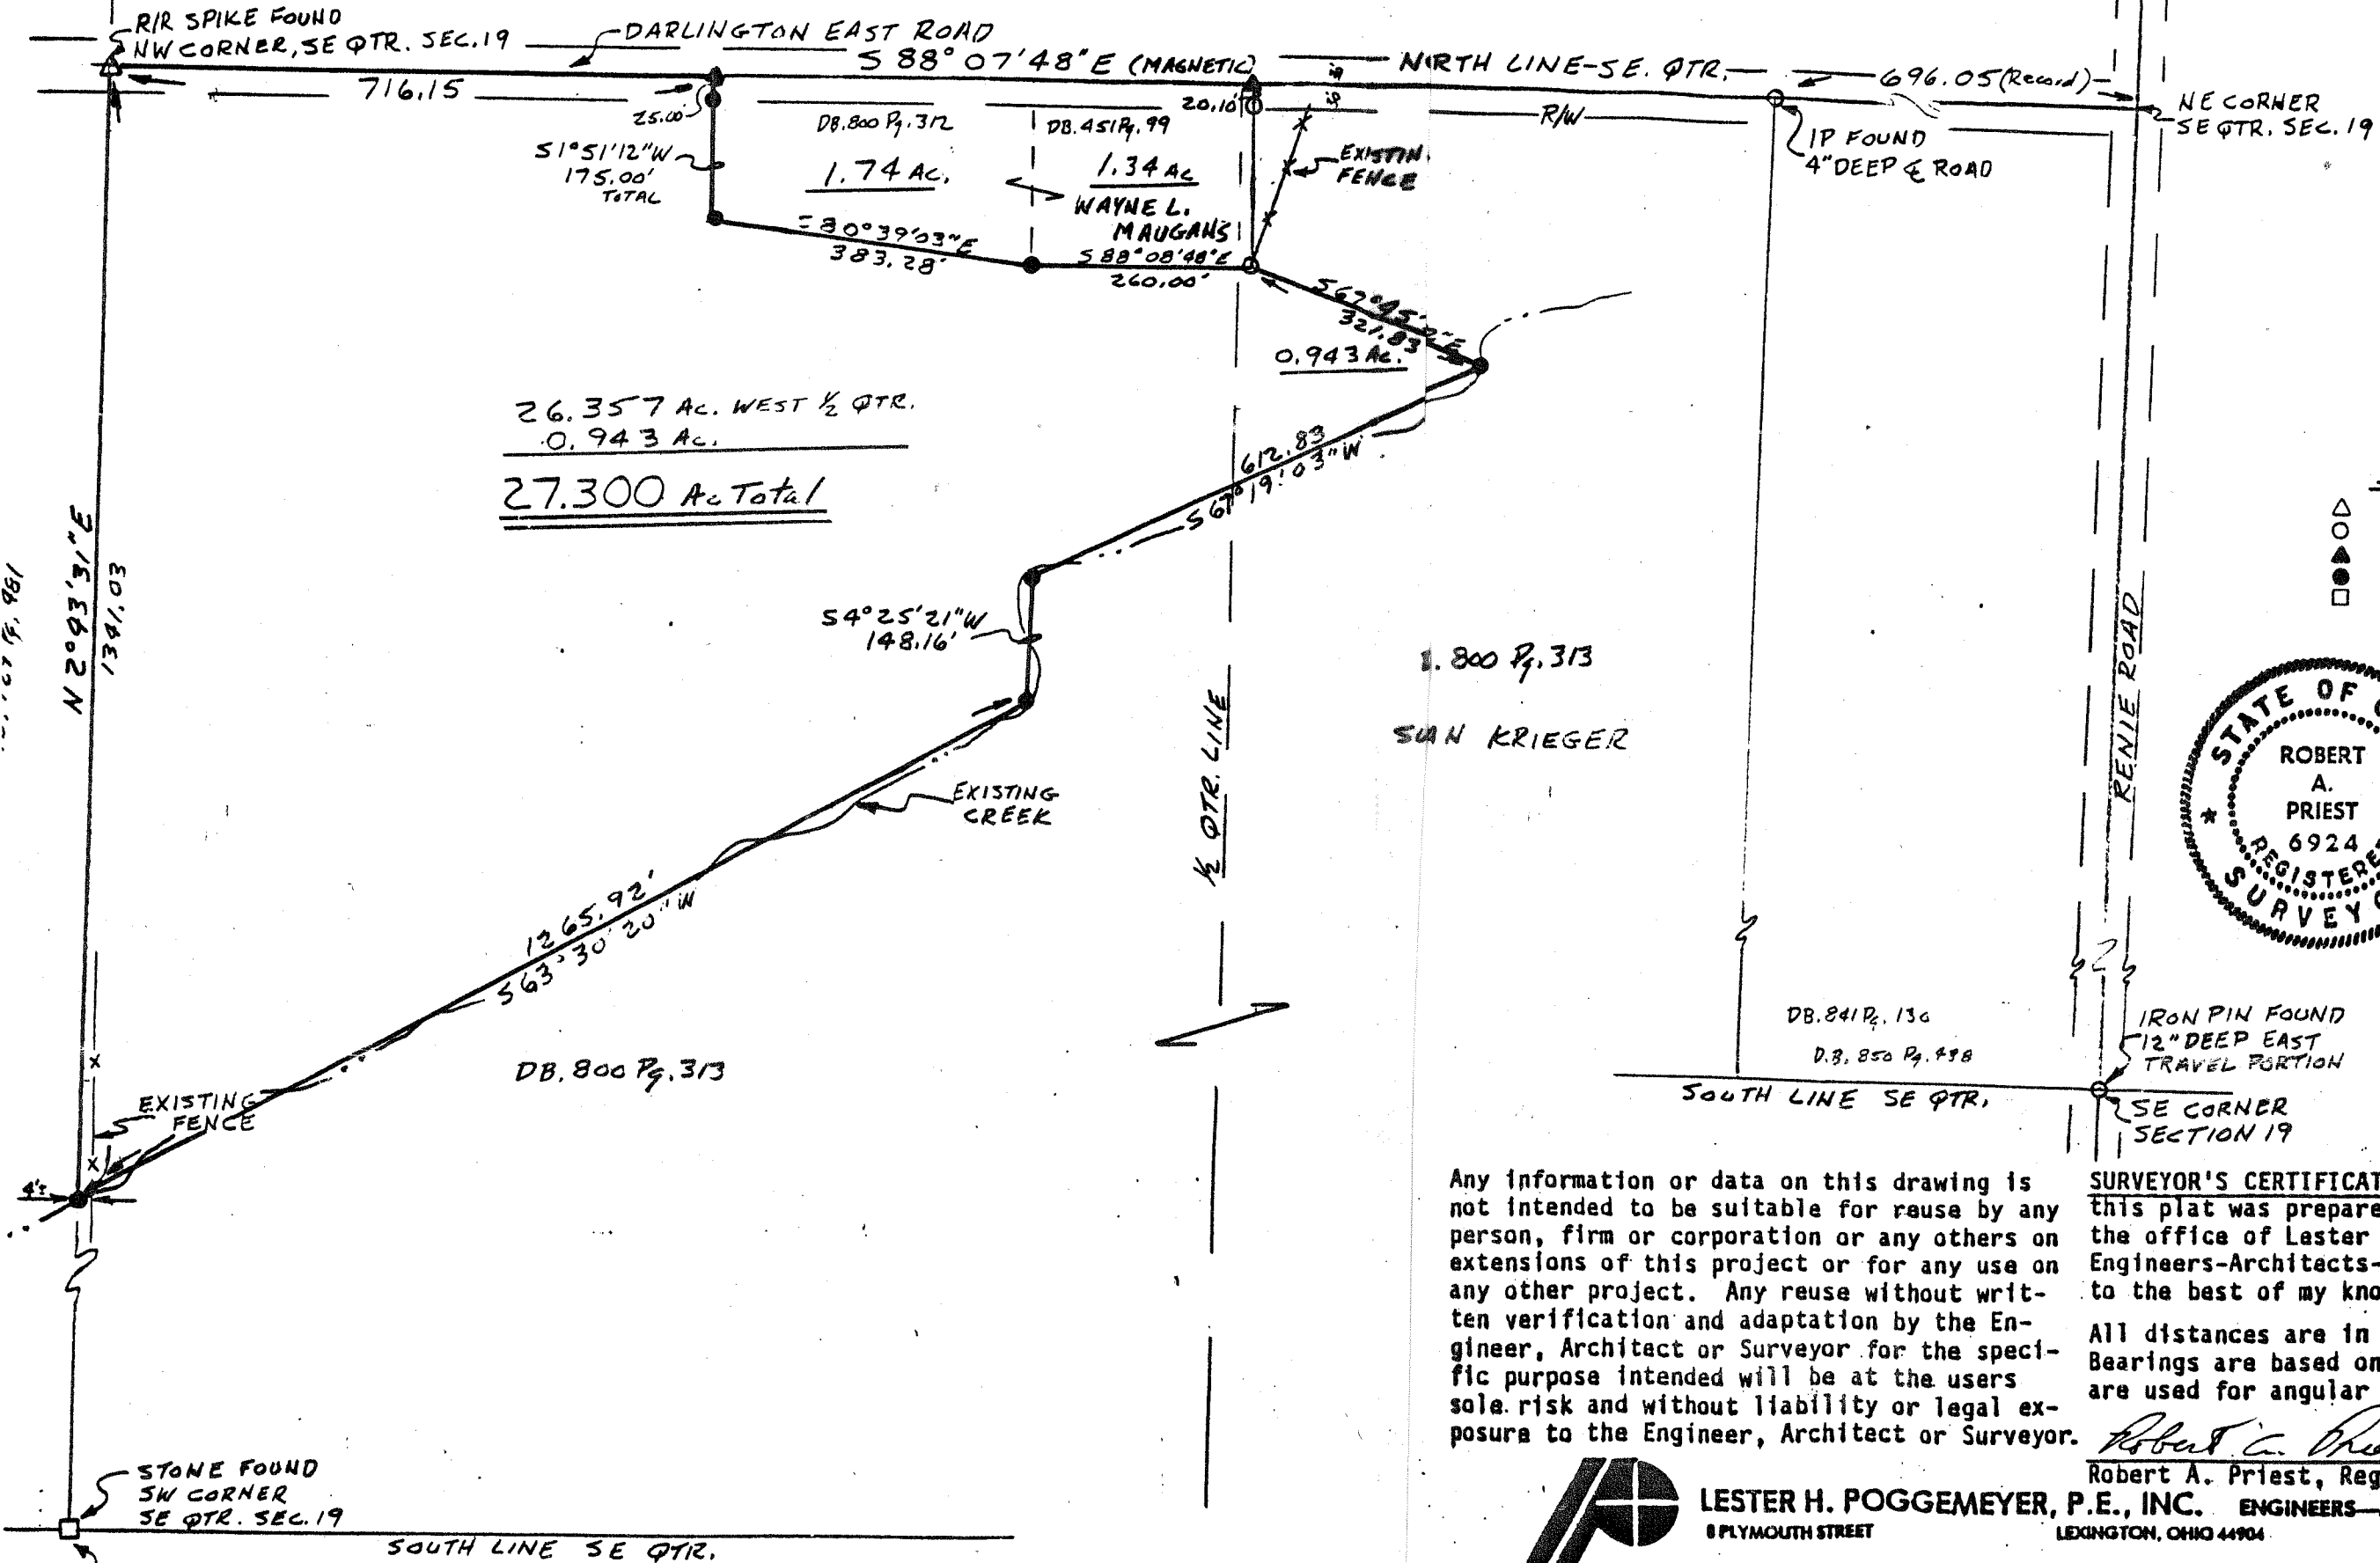 R/R SPIKE FOUND
NW CORNER, SE QTR. SEC. 19
DARLINGTON EAST ROAD
S 88° 07' 48" E (MAGNETIC)
NORTH LINE-SE. QTR.
696.05 (Record)
NE CORNER
SE QTR. SEC. 19
716.15
25.00'
DB. 800 Pg. 312
DB. 451 Pg. 99
20.10'
R/W
IP FOUND
4" DEEP ℄ ROAD
S1°51'12"W
175.00'
TOTAL
1.74 Ac.
1.34 Ac
EXISTIN
FENCE
WAYNE L.
MAUGANS
80°39'03"E
383.28'
S 88° 08' 48" E
260.00'
321.83
0.943 Ac.
26.357 Ac. WEST ½ QTR.
0.943 Ac.
27.300 Ac Total
612.83
S 67° 19' 03" W
N 2° 43' 31" E
1341.03
Pg. 981
S4°25'21"W
148.16'
. 800 Pg. 313
KRIEGER
½ QTR. LINE
RENIE ROAD
EXISTING
CREEK
1265.92'
S 63° 30' 20" W
DB. 800 Pg. 313
EXISTING
FENCE
4'±
DB. 841 Pg. 130
D.B. 850 Pg. 498
IRON PIN FOUND
12" DEEP EAST
TRAVEL PORTION
SOUTH LINE SE QTR.
SE CORNER
SECTION 19
STATE OF
ROBERT
A.
PRIEST
6924
REGISTERE
SURVEYO
Any information or data on this drawing is
not intended to be suitable for reuse by any
person, firm or corporation or any others on
extensions of this project or for any use on
any other project. Any reuse without writ-
ten verification and adaptation by the En-
gineer, Architect or Surveyor for the speci-
fic purpose intended will be at the users
sole risk and without liability or legal ex-
posure to the Engineer, Architect or Surveyor.
SURVEYOR'S CERTIFICAT
this plat was prepare
the office of Lester
Engineers-Architects-
to the best of my kno
All distances are in
Bearings are based on
are used for angular
Robert A. Prie
Robert A. Priest, Reg
LESTER H. POGGEMEYER, P.E., INC. ENGINEERS—
8 PLYMOUTH STREET LEXINGTON, OHIO 44904
STONE FOUND
SW CORNER
SE QTR. SEC. 19
SOUTH LINE SE QTR.